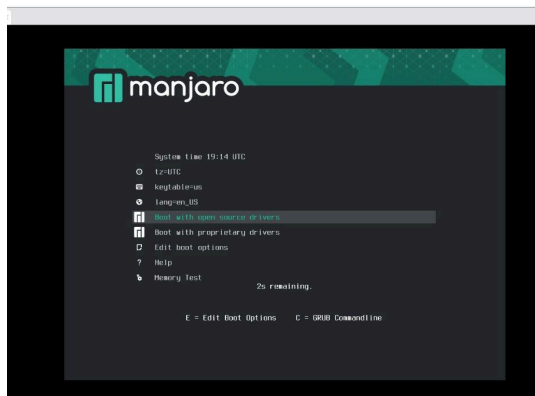 manjaro
System time 19:14 UTC
tz=UTC
keytable=us
lang=en_US
Boot with open source drivers
Boot with proprietary drivers
Edit boot options
? Help
Memory Test
2s remaining.
E = Edit Boot Options    C = GRUB Commandline